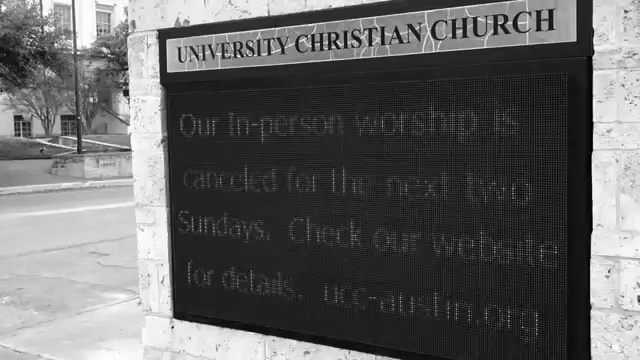 UNIVERSITY CHRISTIAN CHURCH
Our in-person worship is
canceled for the next two
Sundays. Check our website
for details. ucc-austin.org